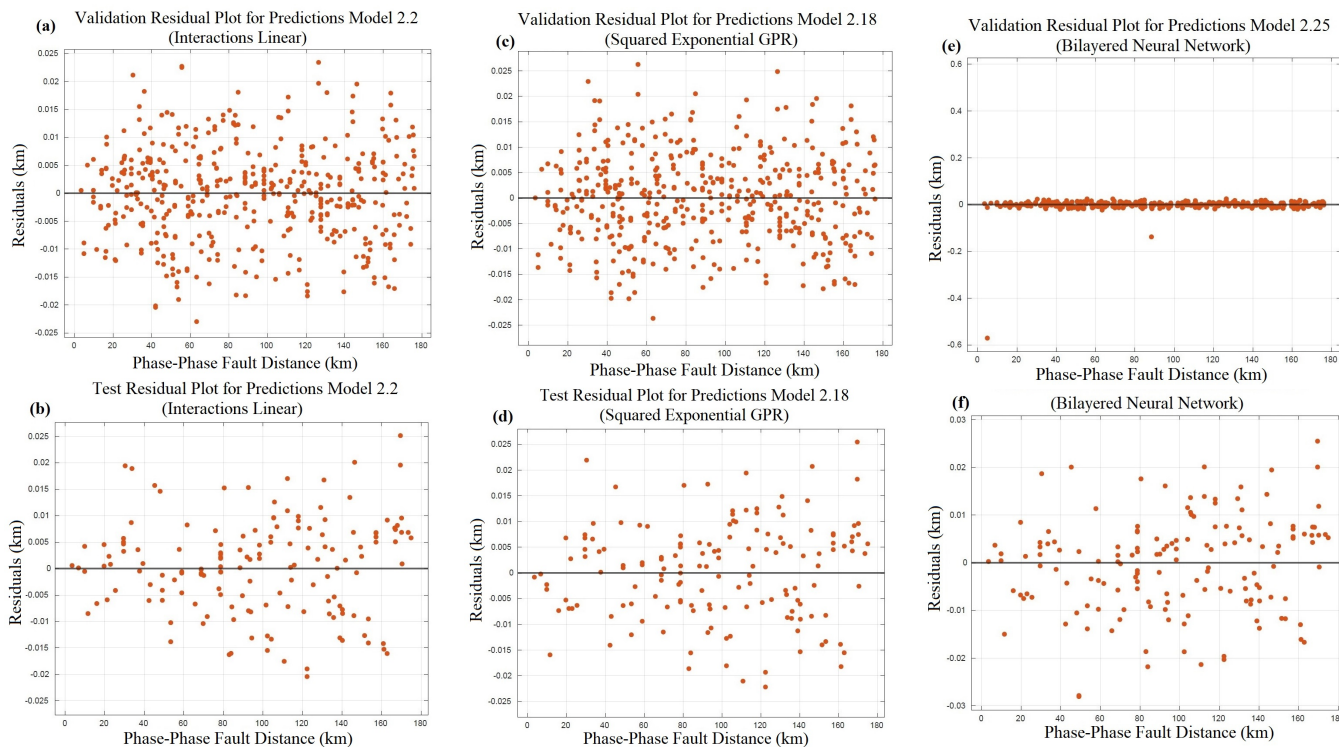 (a)
Validation Residual Plot for Predictions Model 2.2
(Interactions Linear)
0.025
0.02
0.015
0.01
0.005
0
-0.005
-0.01
-0.015
-0.02
-0.025
Residuals (km)
0 20 40 60 80 100 120 140 160 180
Phase-Phase Fault Distance (km)
(c)
Validation Residual Plot for Predictions Model 2.18
(Squared Exponential GPR)
0.025
0.02
0.015
0.01
0.005
0
-0.005
-0.01
-0.015
-0.02
-0.025
Residuals (km)
0 20 40 60 80 100 120 140 160 180
Phase-Phase Fault Distance (km)
Validation Residual Plot for Predictions Model 2.25
(e)
(Bilayered Neural Network)
0.6
0.4
0.2
0
-0.2
-0.4
-0.6
Residuals (km)
0 20 40 60 80 100 120 140 160 180
Phase-Phase Fault Distance (km)
Test Residual Plot for Predictions Model 2.2
(b)
(Interactions Linear)
0.025
0.02
0.015
0.01
0.005
0
-0.005
-0.01
-0.015
-0.02
-0.025
Residuals (km)
0 20 40 60 80 100 120 140 160 180
Phase-Phase Fault Distance (km)
Test Residual Plot for Predictions Model 2.18
(d)
(Squared Exponential GPR)
0.025
0.02
0.015
0.01
0.005
0
-0.005
-0.01
-0.015
-0.02
-0.025
Residuals (km)
0 20 40 60 80 100 120 140 160 180
Phase-Phase Fault Distance (km)
(f)
(Bilayered Neural Network)
0.03
0.02
0.01
0
-0.01
-0.02
-0.03
Residuals (km)
0 20 40 60 80 100 120 140 160 180
Phase-Phase Fault Distance (km)